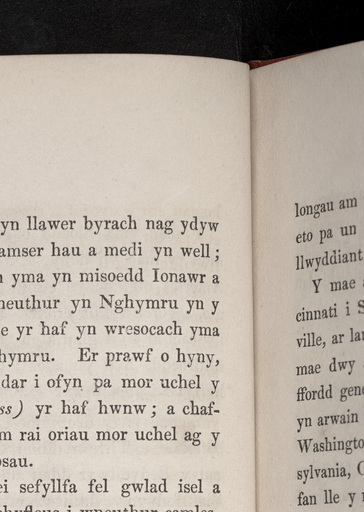 yn llawer byrach nag ydyw
amser hau a medi yn well;
yma yn misoedd Ionawr a
neuthur yn Nghymru yn y
e yr haf yn wresocach yma
hymru. Er prawf o hyny,
dar i ofyn pa mor uchel y
ss) yr haf hwnw; a chaf-
m rai oriau mor uchel ag y
osau.
ei sefyllfa fel gwlad isel a
longau am
eto pa un
llwyddiant
Y mae
cinnati i S
ville, ar lan
mae dwy
ffordd gene
yn arwain
Washingto
sylvania, O
fan lle y